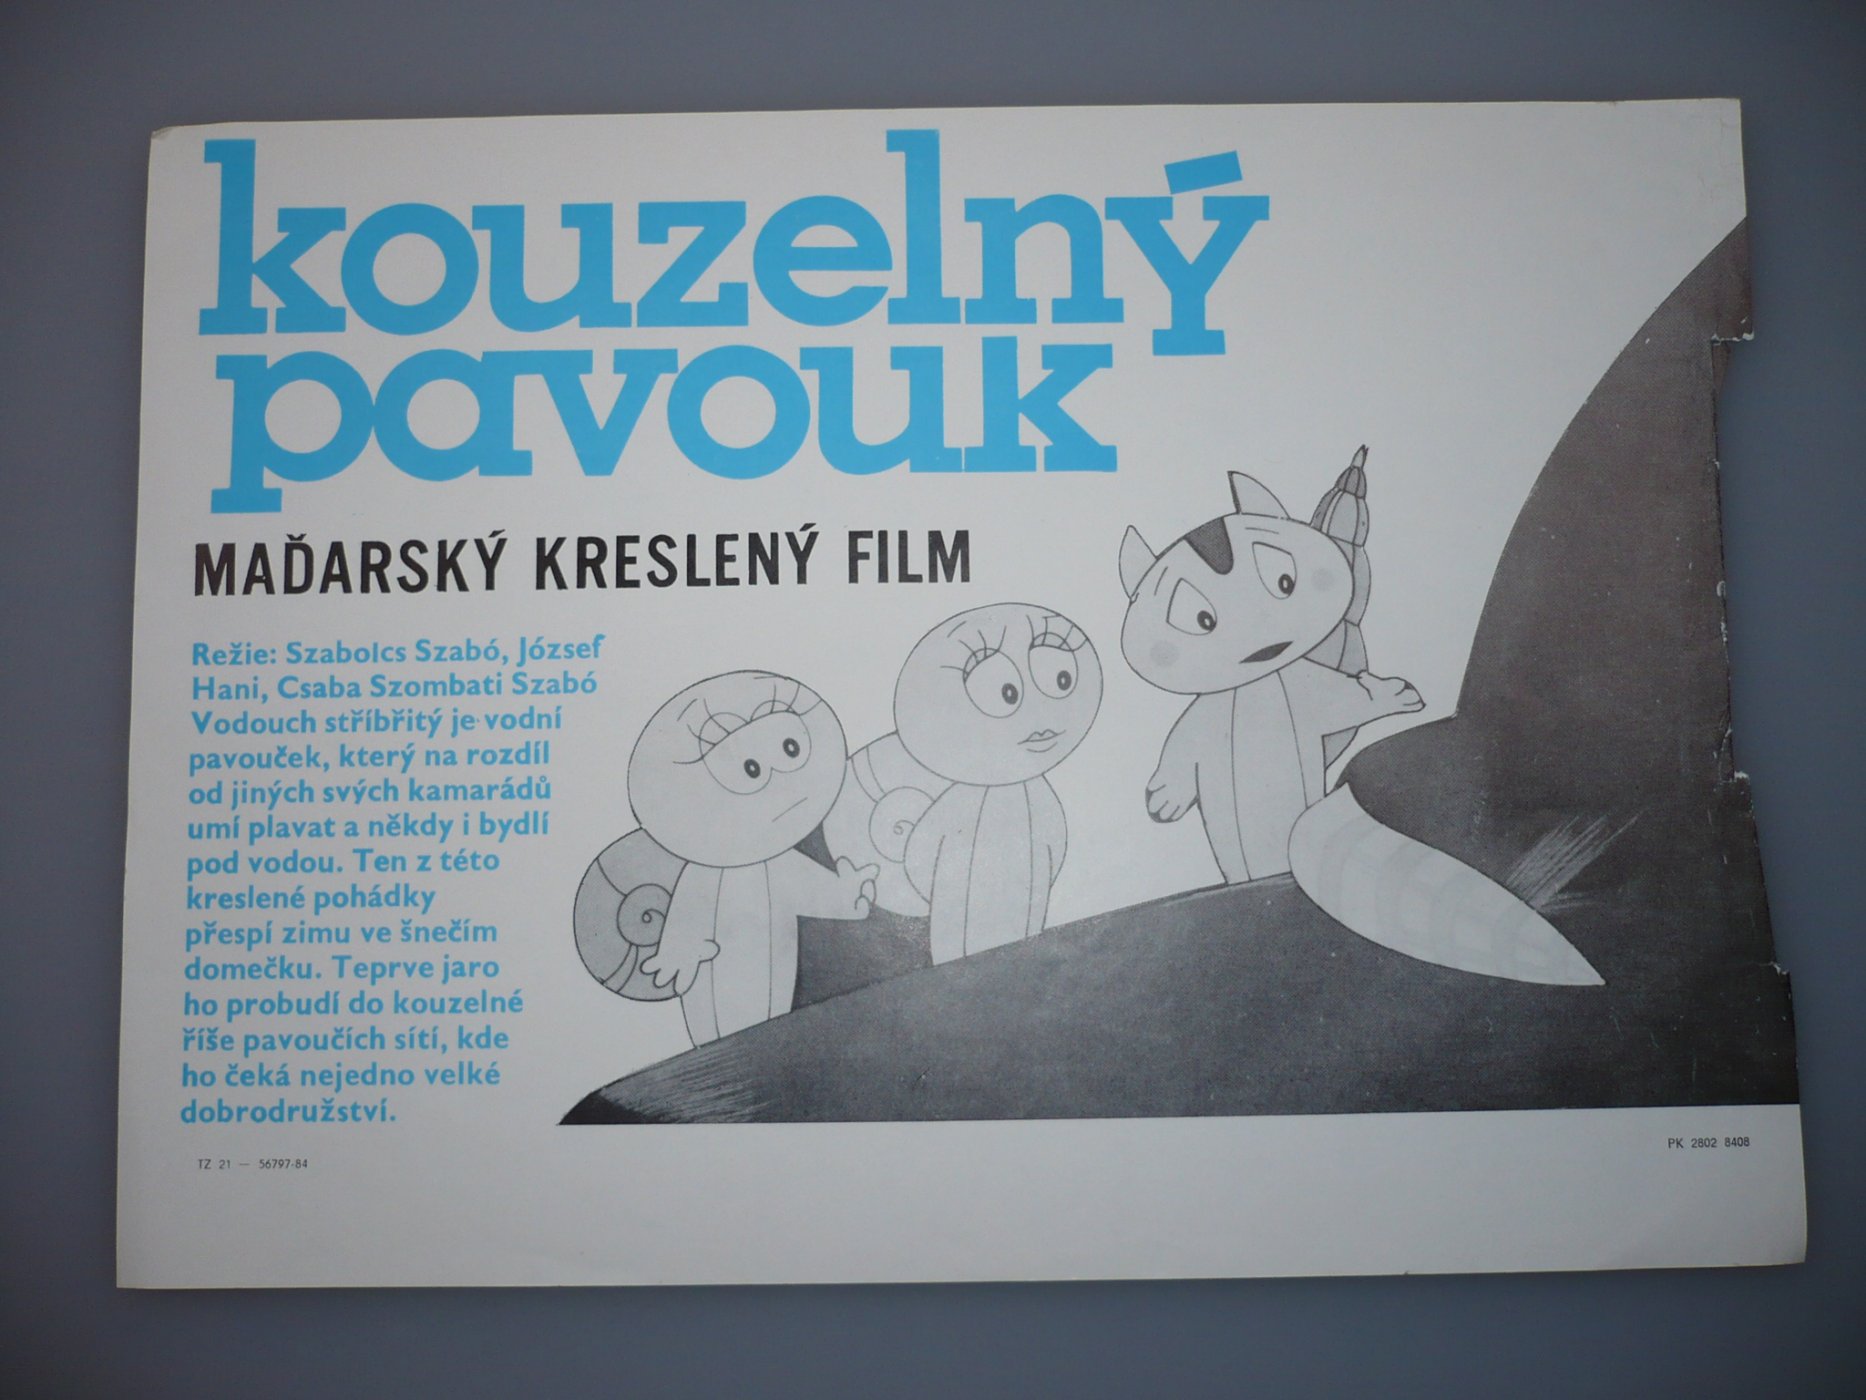 kouzelný
pavouk
MAĎARSKÝ KRESLENÝ FILM
Režie: Szabolcs Szabó, József
Hani, Csaba Szombati Szabó
Vodouch stříbřitý je vodní
pavouček, který na rozdíl
od jiných svých kamarádů
umí plavat a někdy i bydlí
pod vodou. Ten z této
kreslené pohádky
přespí zimu ve šnečím
domečku. Teprve jaro
ho probudí do kouzelné
říše pavoučích sítí, kde
ho čeká nejedno velké
dobrodružství.
TZ 21 — 56797-84
PK 2802 8408